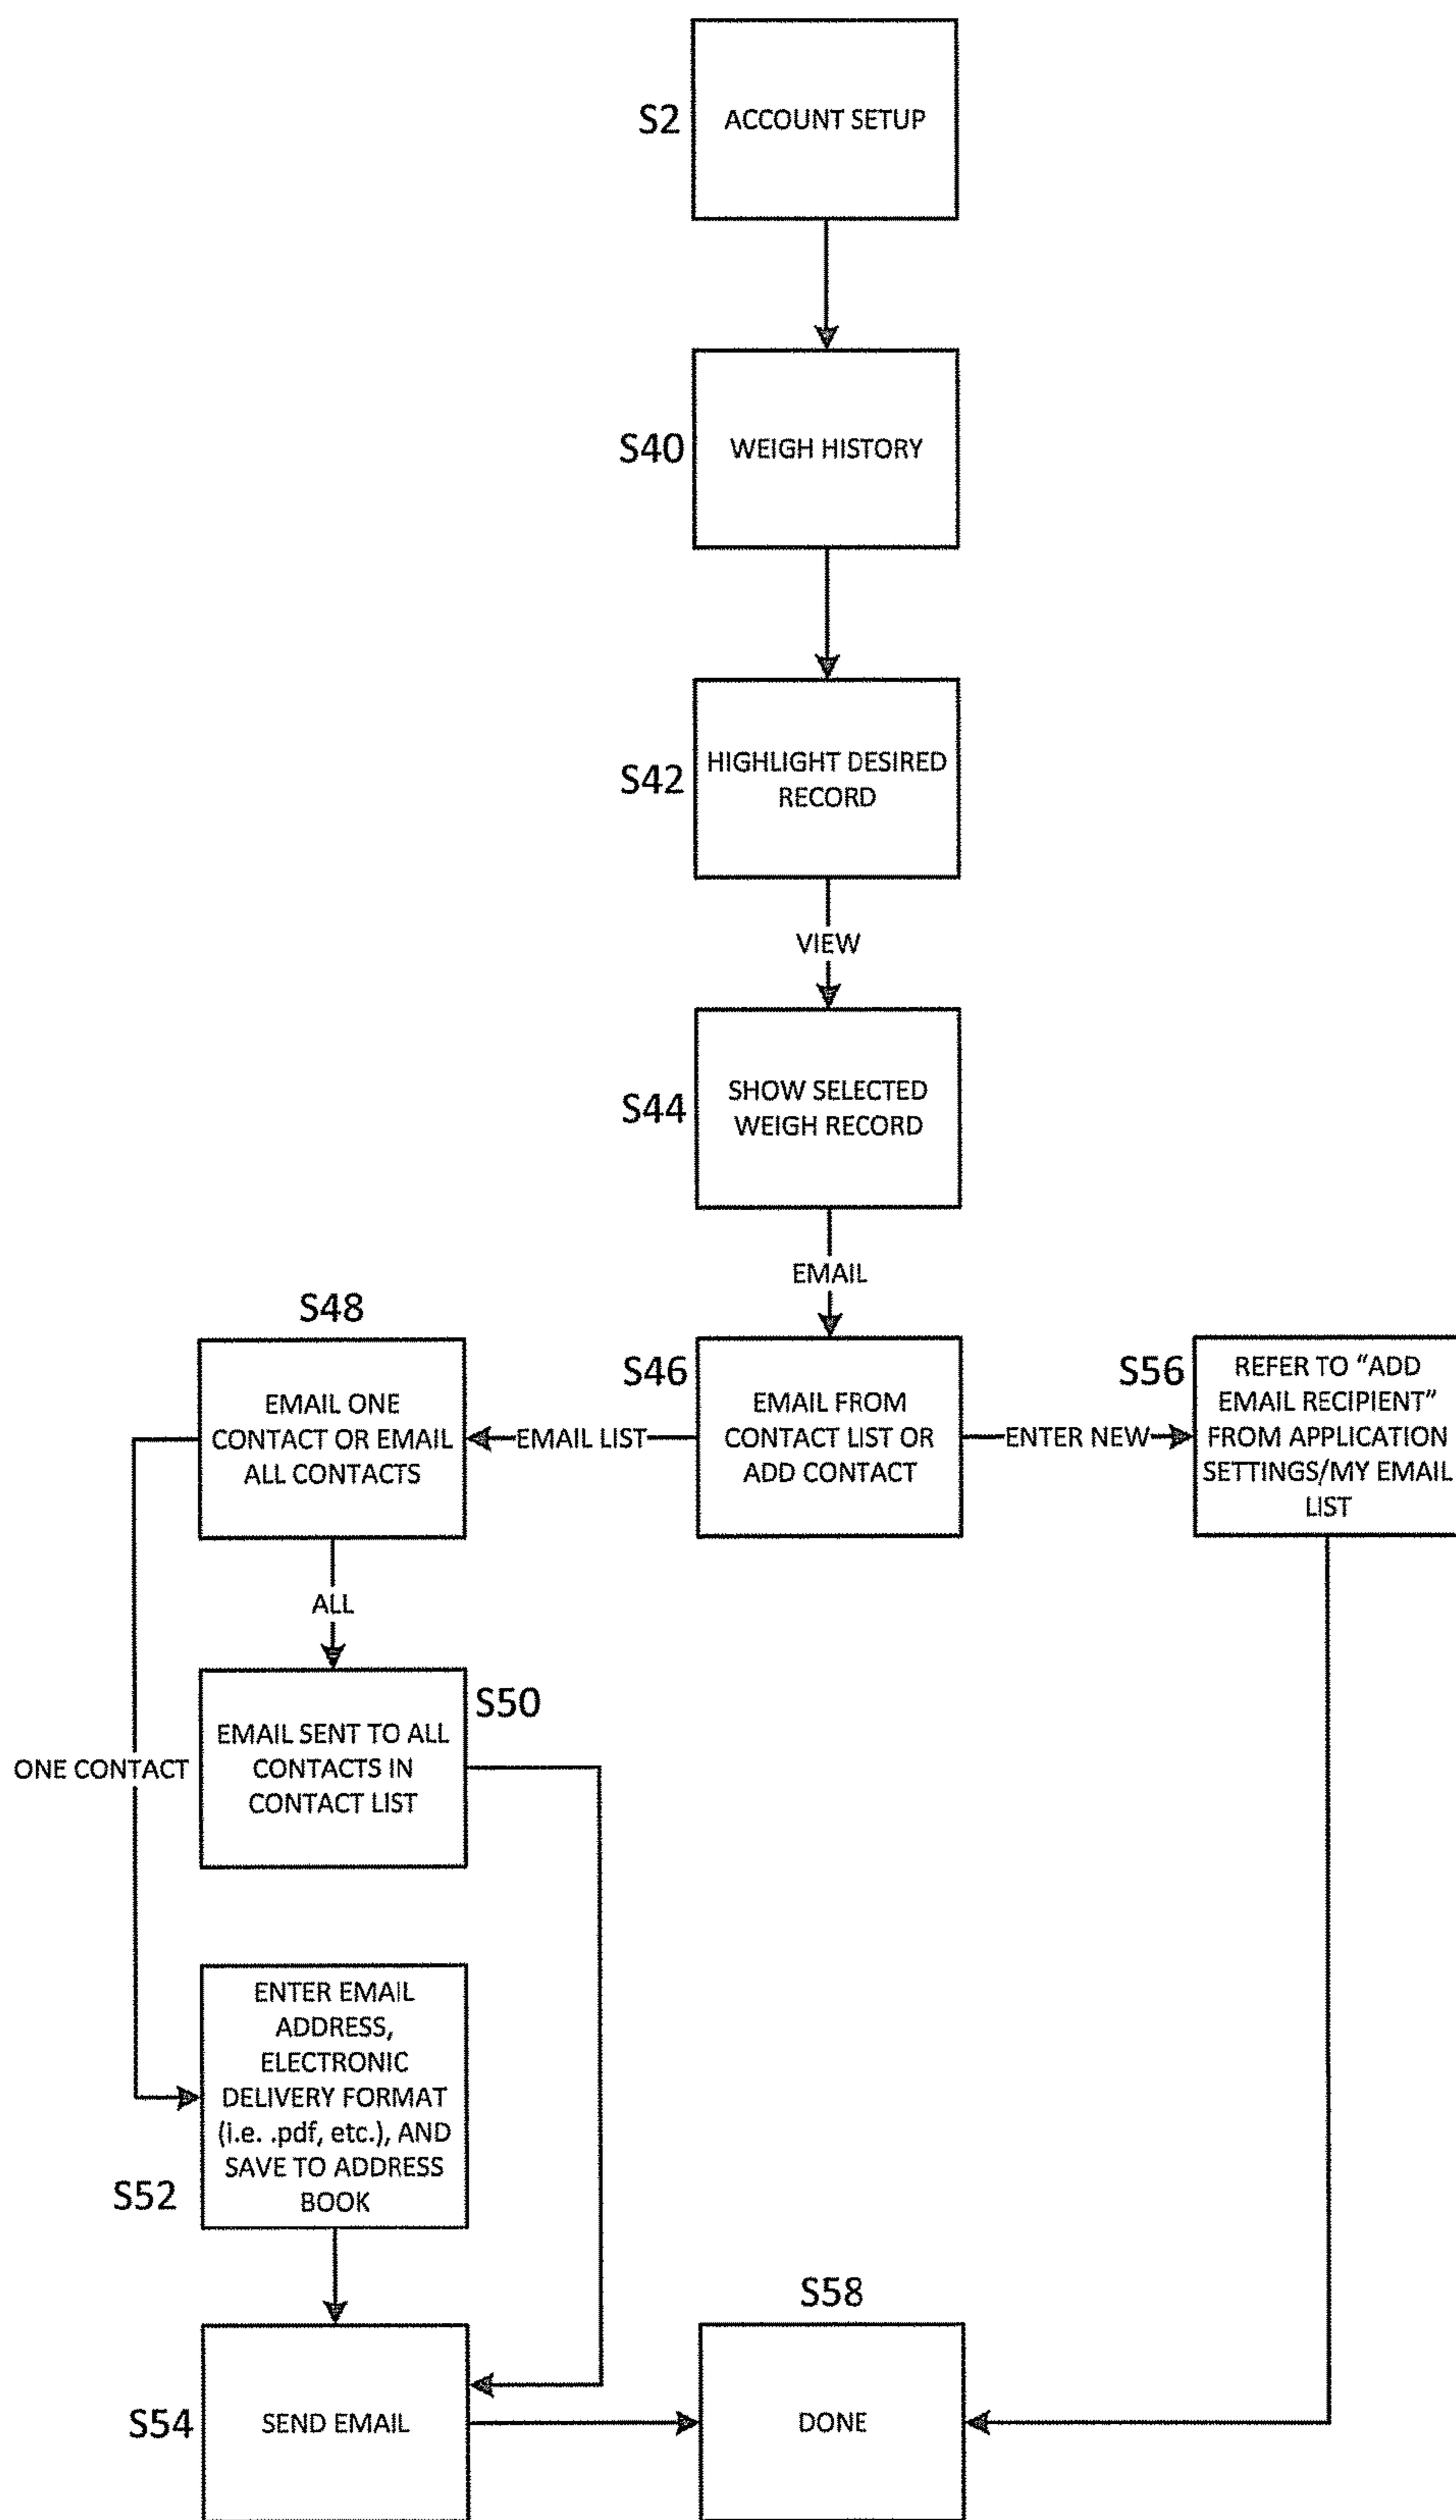 S2
ACCOUNT SETUP
S40
WEIGH HISTORY
S42
HIGHLIGHT DESIRED
RECORD
VIEW
S44
SHOW SELECTED
WEIGH RECORD
EMAIL
S48
EMAIL ONE
CONTACT OR EMAIL
ALL CONTACTS
EMAIL LIST
S46
EMAIL FROM
CONTACT LIST OR
ADD CONTACT
ENTER NEW
S56
REFER TO “ADD
EMAIL RECIPIENT”
FROM APPLICATION
SETTINGS/MY EMAIL
LIST
ALL
S50
EMAIL SENT TO ALL
CONTACTS IN
CONTACT LIST
ONE CONTACT
ENTER EMAIL
ADDRESS,
ELECTRONIC
DELIVERY FORMAT
(i.e. .pdf, etc.), AND
SAVE TO ADDRESS
BOOK
S52
S54
SEND EMAIL
S58
DONE